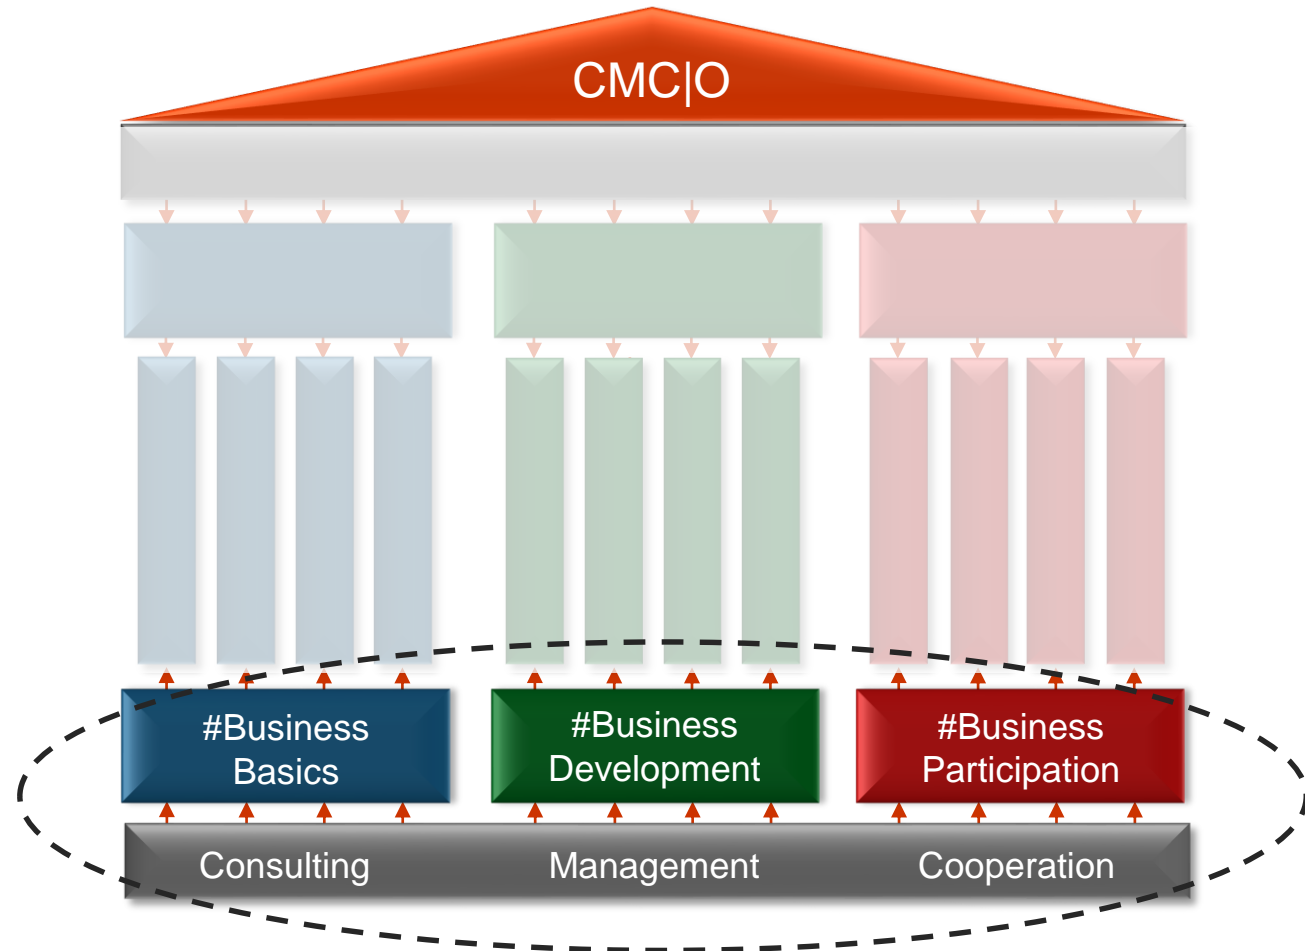 CMC|O
#Business
Basics
#Business
Development
#Business
Participation
Consulting Management Cooperation